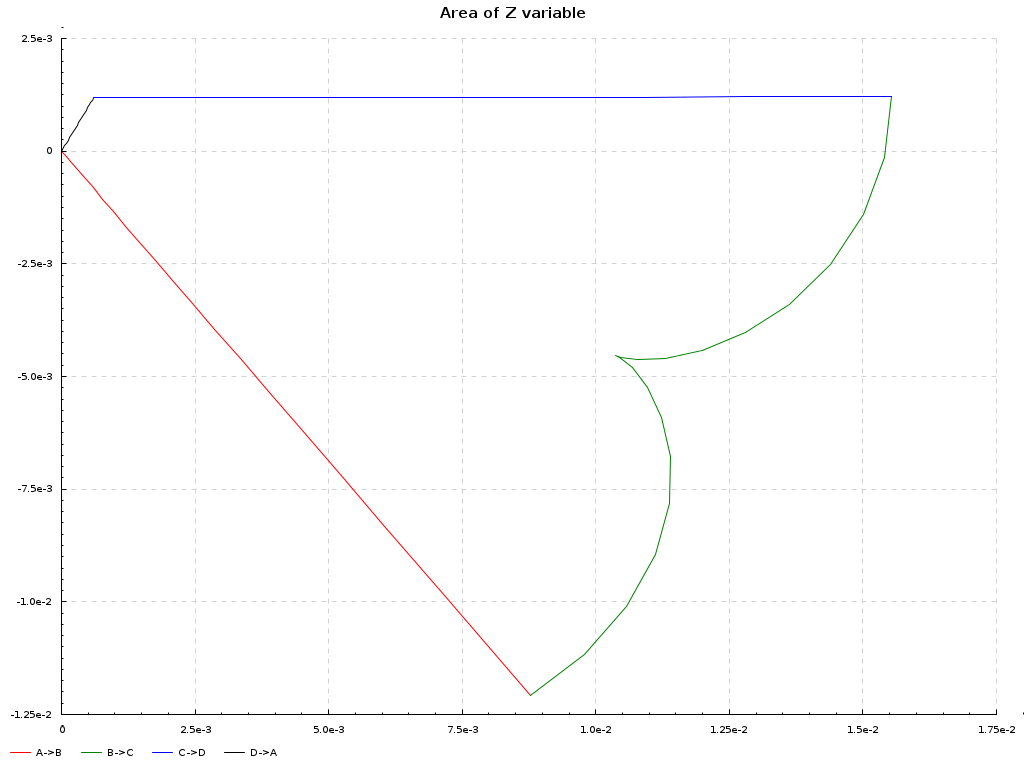 Area of Z variable
2.5e-3
0
-2.5e-3
-5.0e-3
-7.5e-3
-1.0e-2
-1.25e-2
0 2.5e-3 5.0e-3 7.5e-3 1.0e-2 1.25e-2 1.5e-2 1.75e-2
A->B B->C C->D D->A